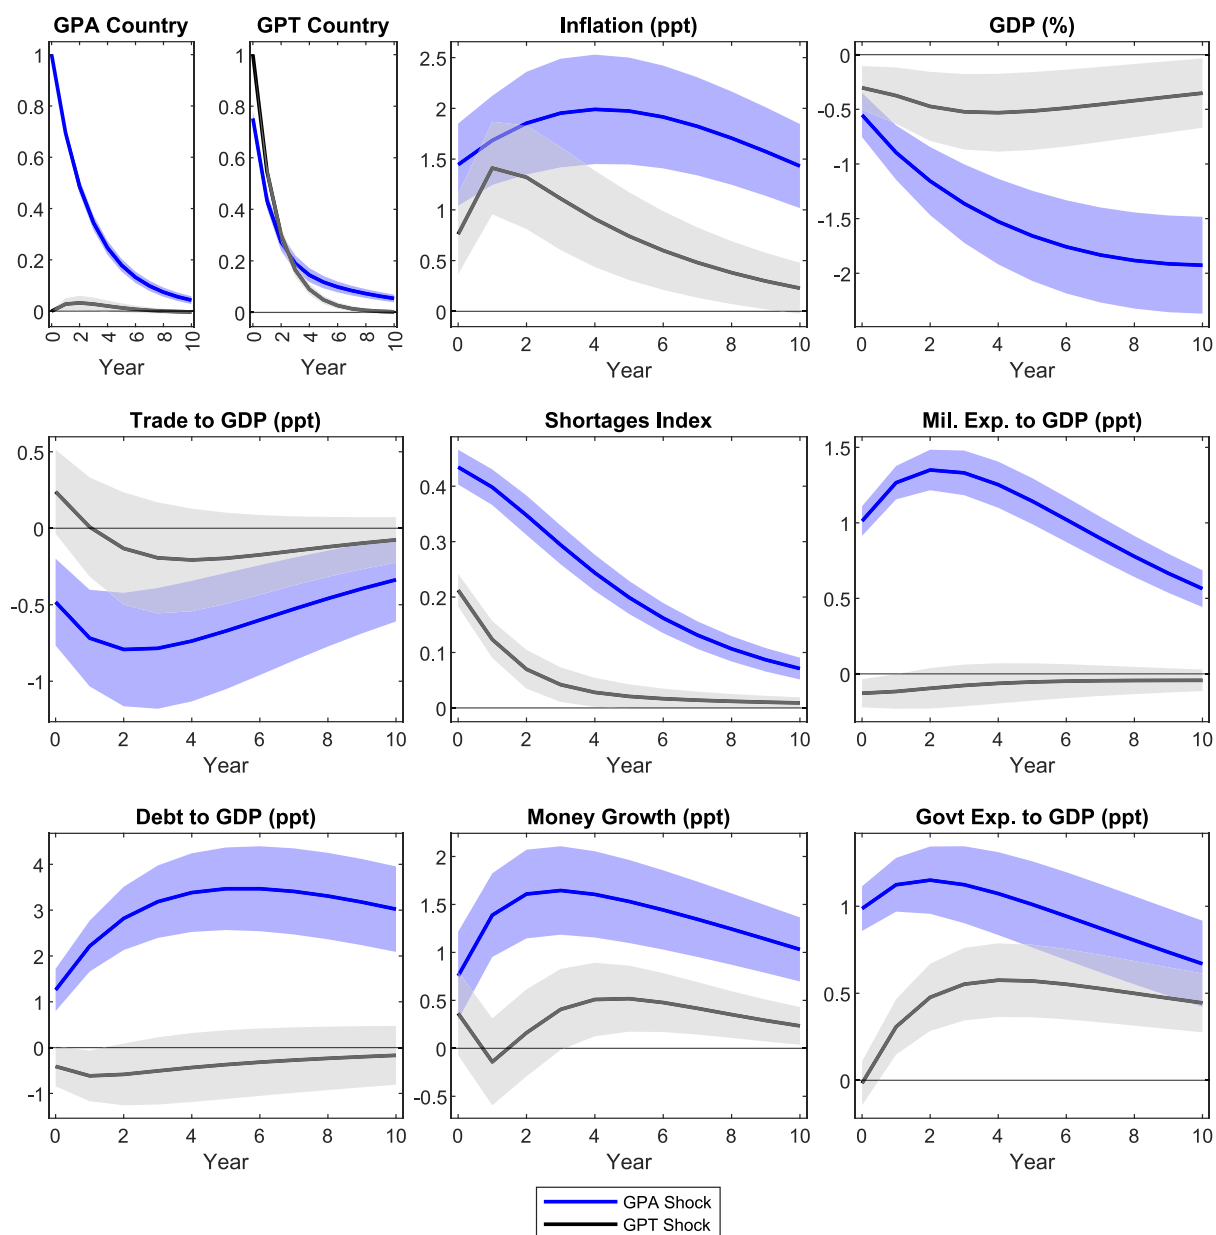 GPA Country
GPT Country
Inflation (ppt)
GDP (%)
1
0.8
0.6
0.4
0.2
0
0 2 4 6 8 10
Year
1
0.8
0.6
0.4
0.2
0
0 2 4 6 8 10
Year
2.5
2
1.5
1
0.5
0
0 2 4 6 8 10
Year
0
-0.5
-1
-1.5
-2
0 2 4 6 8 10
Year
Trade to GDP (ppt)
Shortages Index
Mil. Exp. to GDP (ppt)
0.5
0
-0.5
-1
0 2 4 6 8 10
Year
0.4
0.3
0.2
0.1
0
0 2 4 6 8 10
Year
1.5
1
0.5
0
0 2 4 6 8 10
Year
Debt to GDP (ppt)
Money Growth (ppt)
Govt Exp. to GDP (ppt)
4
3
2
1
0
-1
0 2 4 6 8 10
Year
2
1.5
1
0.5
0
-0.5
0 2 4 6 8 10
Year
1
0.5
0
0 2 4 6 8 10
Year
GPA Shock
GPT Shock